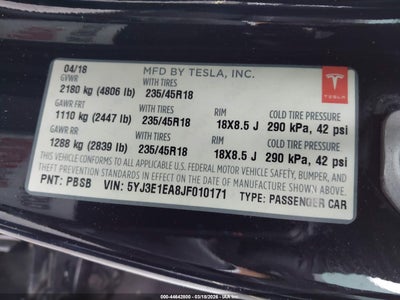 04/18 MFD BY TESLA, INC.
GVWR WITH TIRES
2180 kg (4806 lb) 235/45R18
TESLA
GAWR FRT WITH TIRES RIM COLD TIRE PRESSURE
1110 kg (2447 lb) 235/45R18 18X8.5 J 290 kPa, 42 psi
GAWR RR WITH TIRES RIM COLD TIRE PRESSURE
1288 kg (2839 lb) 235/45R18 18X8.5 J 290 kPa, 42 psi
THIS VEHICLE CONFORMS TO ALL APPLICABLE U.S. FEDERAL MOTOR VEHICLE
SAFETY, BUMPER, AND THEFT PREVENTION STANDARDS IN
EFFECT ON THE DATE OF MANUFACTURE SHOWN ABOVE.
PNT: PBSB VIN: 5YJ3E1EA8JF010171 TYPE: PASSENGER CAR
000-44642800 | 03/18/2026 - IAA Inc